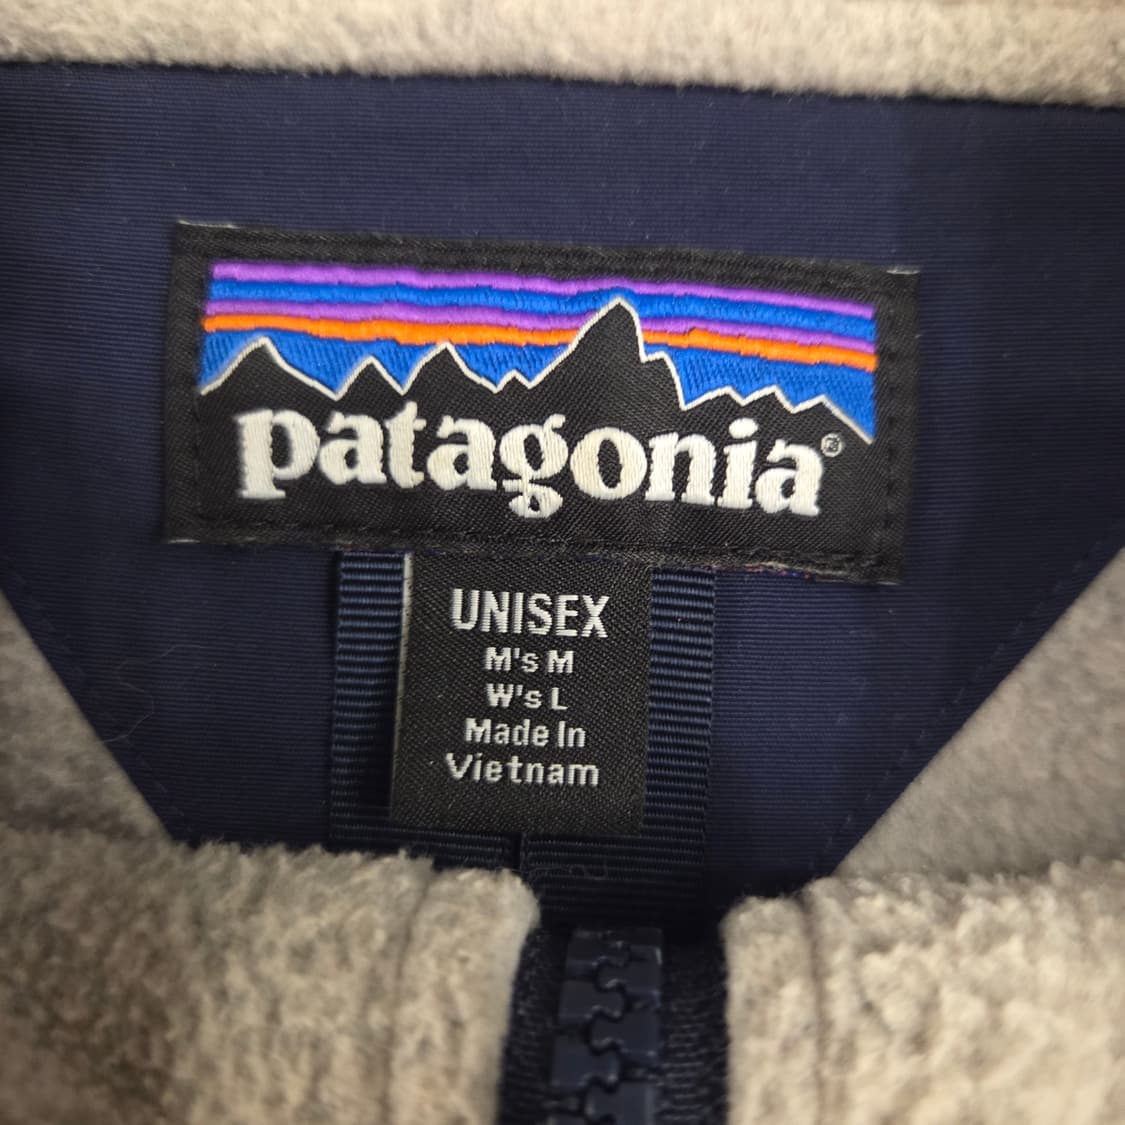 patagonia®
UNISEX
M's M
W's L
Made In
Vietnam